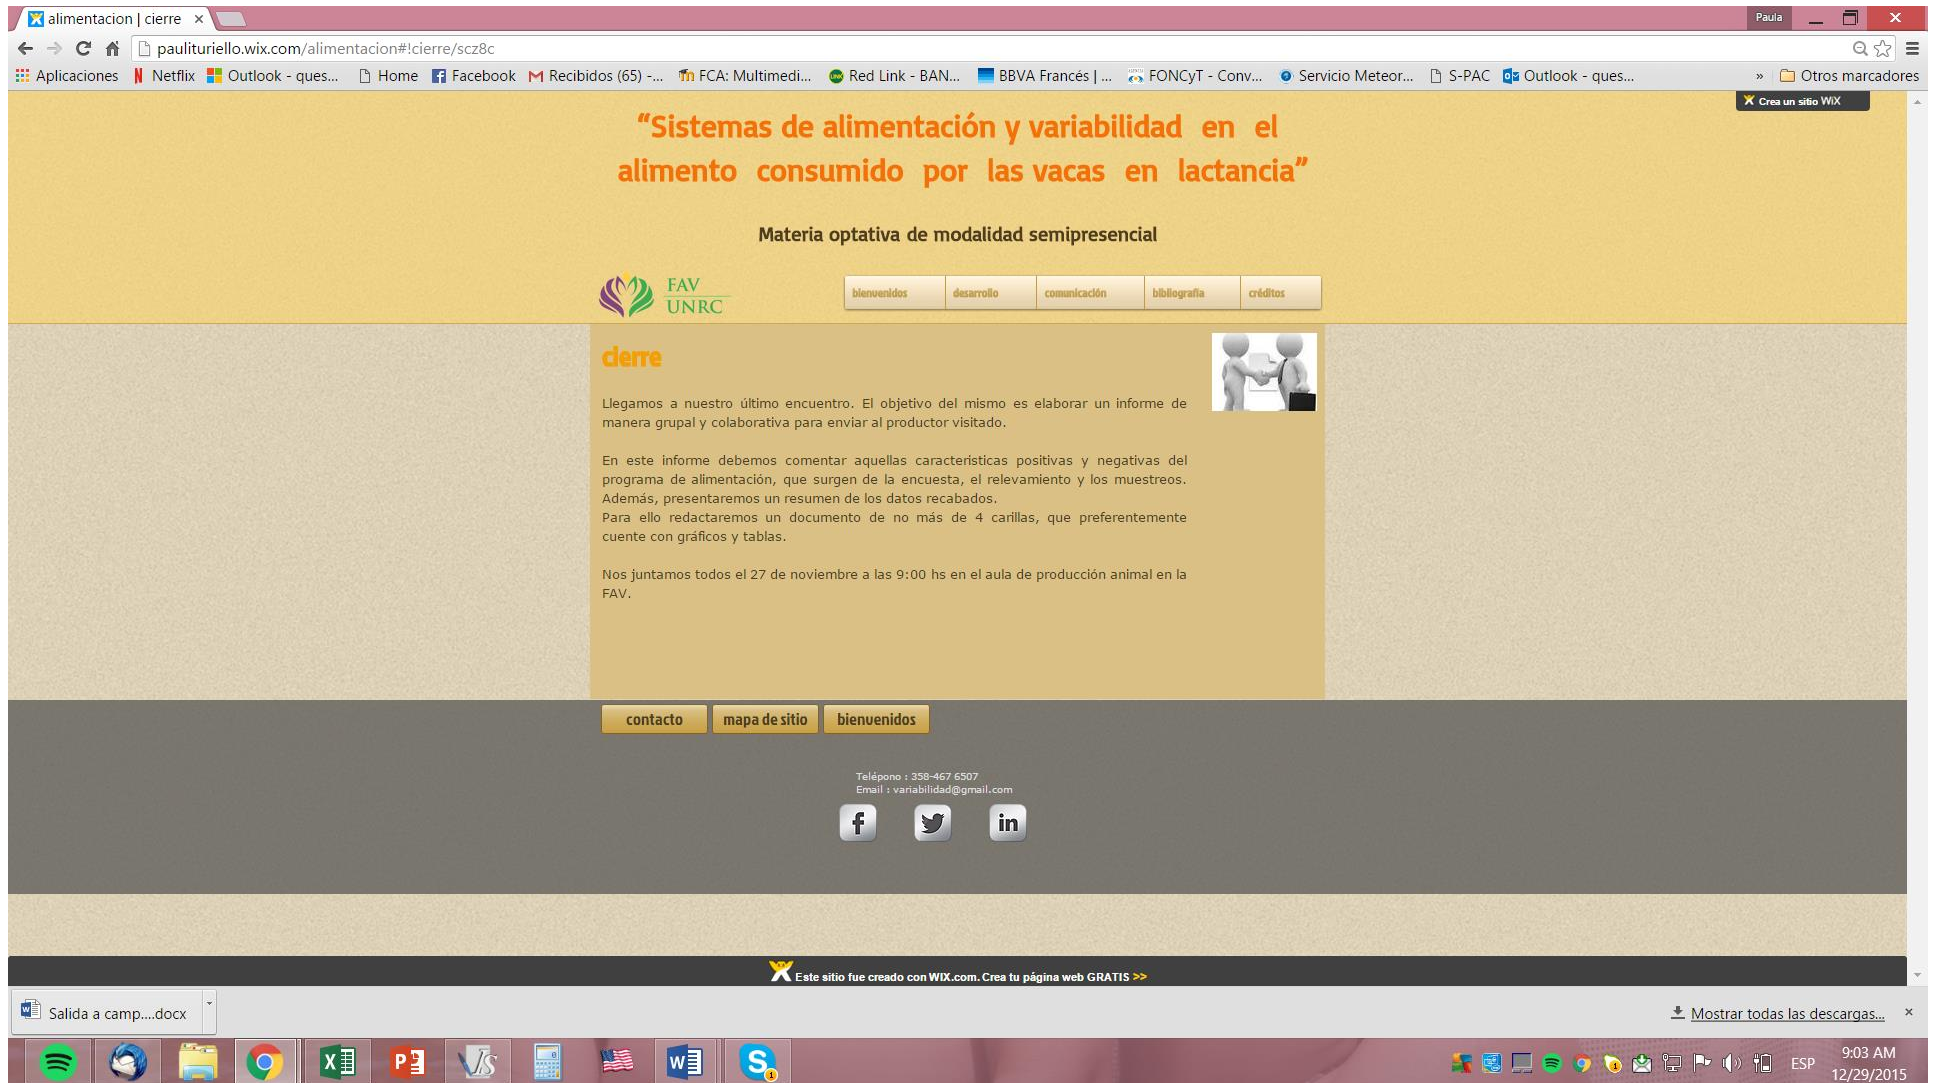 alimentacion | cierre
Paula
paulituriello.wix.com/alimentacion#!cierre/scz8c
Aplicaciones Netflix Outlook - ques... Home Facebook Recibidos (65) -... FCA: Multimedi... Red Link - BAN... BBVA Francés | ... FONCyT - Conv... Servicio Meteor... S-PAC Outlook - ques... » Otros marcadores
Crea un sitio WiX
“Sistemas de alimentación y variabilidad en el
alimento consumido por las vacas en lactancia”
Materia optativa de modalidad semipresencial
FAV
UNRC
bienvenidos desarrollo comunicación bibliografía créditos
cierre
Llegamos a nuestro último encuentro. El objetivo del mismo es elaborar un informe de
manera grupal y colaborativa para enviar al productor visitado.
En este informe debemos comentar aquellas caracteristicas positivas y negativas del
programa de alimentación, que surgen de la encuesta, el relevamiento y los muestreos.
Además, presentaremos un resumen de los datos recabados.
Para ello redactaremos un documento de no más de 4 carillas, que preferentemente
cuente con gráficos y tablas.
Nos juntamos todos el 27 de noviembre a las 9:00 hs en el aula de producción animal en la
FAV.
contacto mapa de sitio bienvenidos
Telépono : 358-467 6507
Email : variabilidad@gmail.com
Este sitio fue creado con WIX.com. Crea tu página web GRATIS >>
Salida a camp....docx
Mostrar todas las descargas...
ESP
9:03 AM
12/29/2015